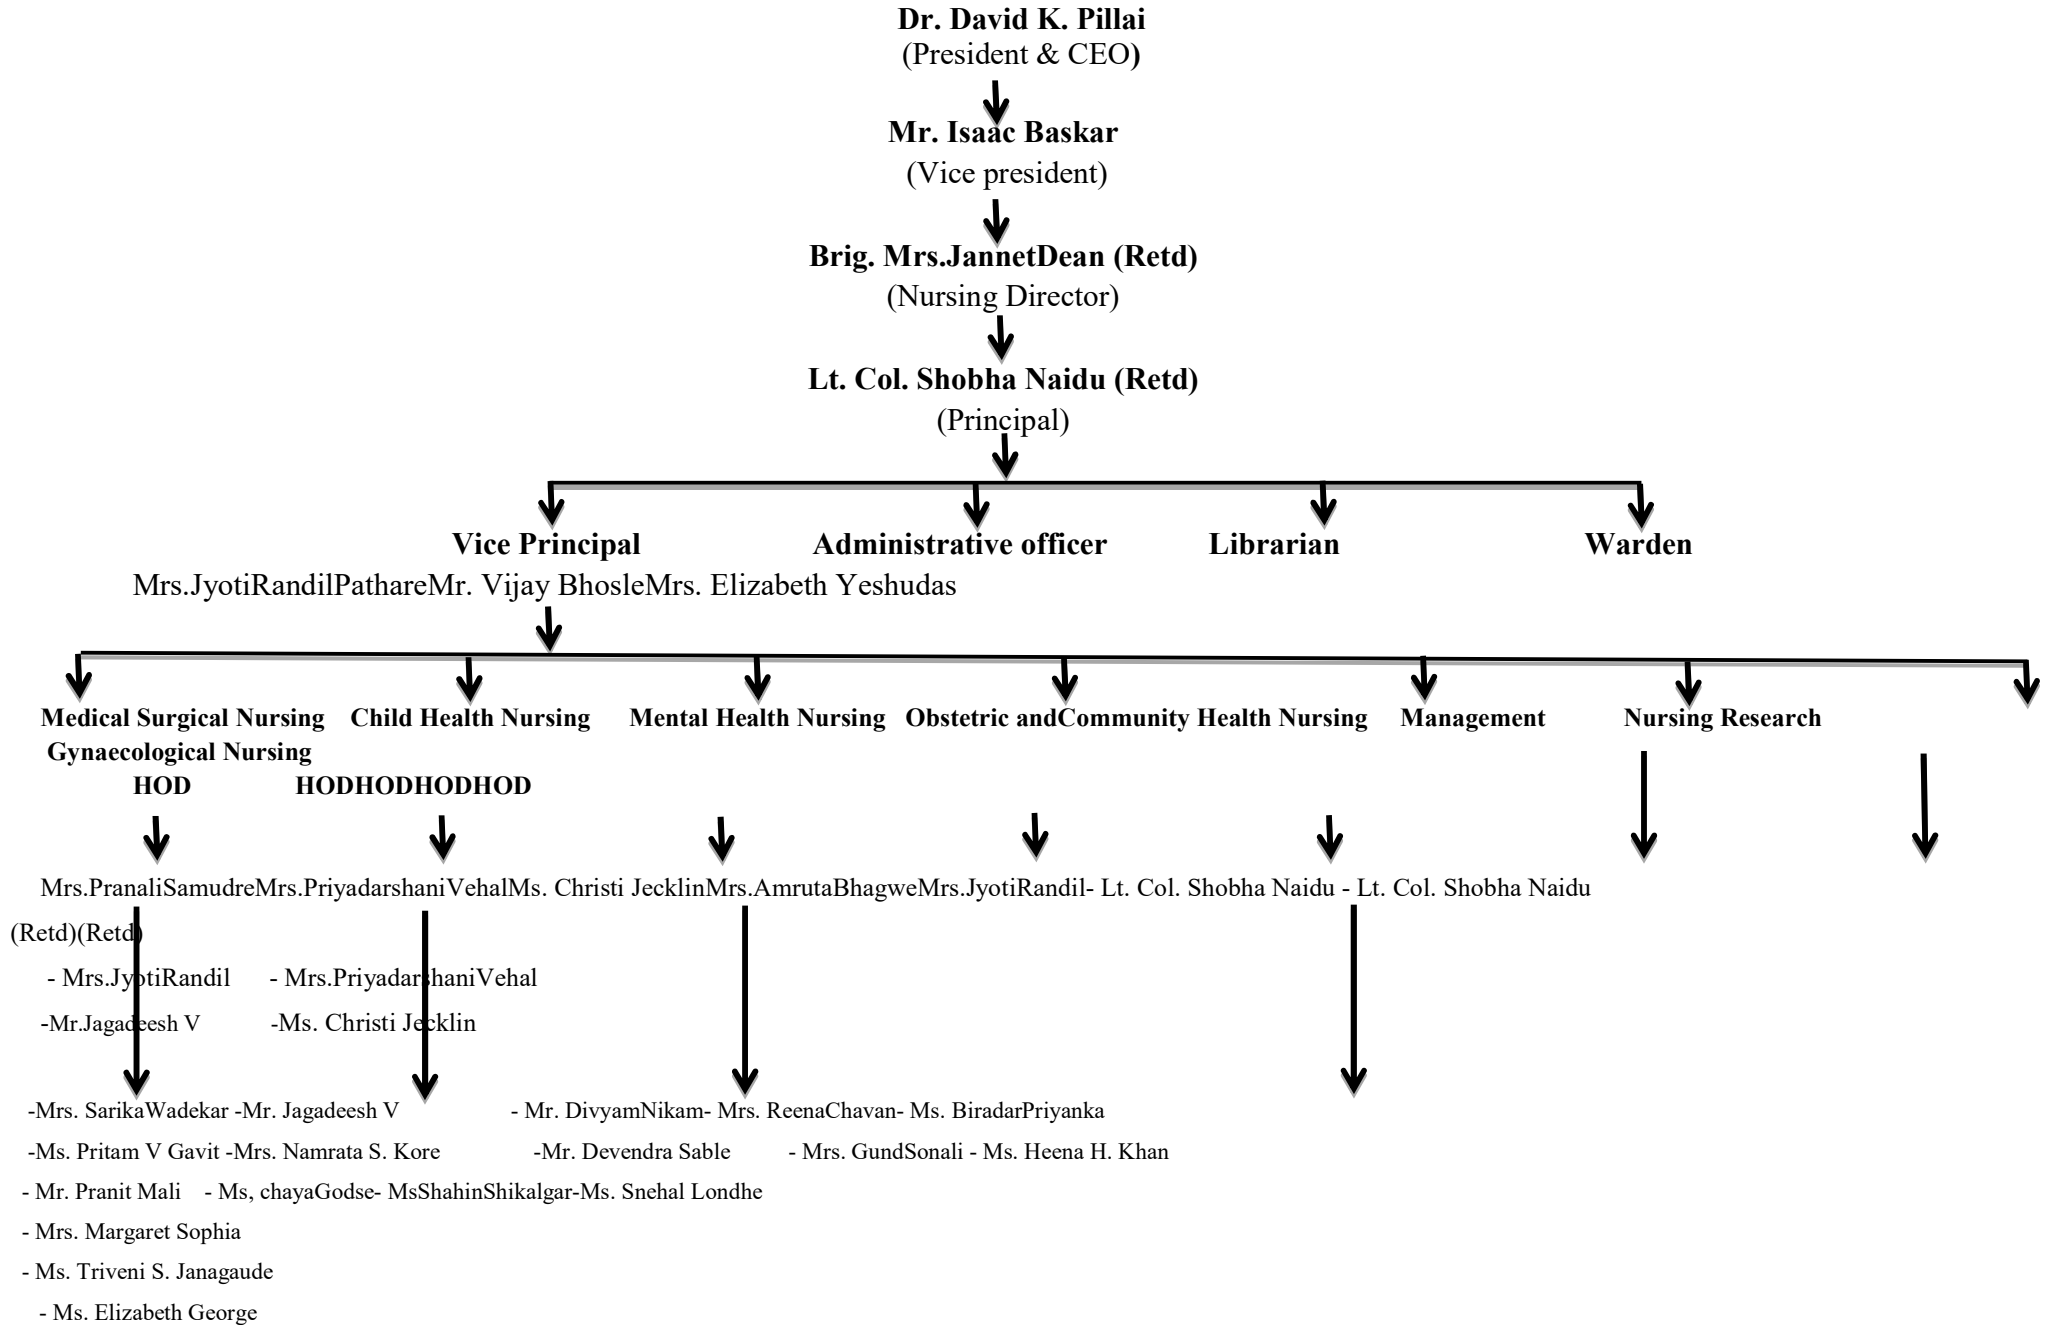 Dr. David K. Pillai
(President & CEO)
Mr. Isaac Baskar
(Vice president)
Brig. Mrs.JannetDean (Retd)
(Nursing Director)
Lt. Col. Shobha Naidu (Retd)
(Principal)
Vice Principal Administrative officer Librarian Warden
Mrs.JyotiRandilPathareMr. Vijay BhosleMrs. Elizabeth Yeshudas
Medical Surgical Nursing Child Health Nursing Mental Health Nursing Obstetric andCommunity Health Nursing Management Nursing Research
Gynaecological Nursing
HOD HODHODHODHOD
Mrs.PranaliSamudreMrs.PriyadarshaniVehalMs. Christi JecklinMrs.AmrutaBhagweMrs.JyotiRandil- Lt. Col. Shobha Naidu - Lt. Col. Shobha Naidu
(Retd)(Retd)
- Mrs.JyotiRandil - Mrs.PriyadarshaniVehal
-Mr.Jagadeesh V -Ms. Christi Jecklin
-Mrs. SarikaWadekar -Mr. Jagadeesh V - Mr. DivyamNikam- Mrs. ReenaChavan- Ms. BiradarPriyanka
-Ms. Pritam V Gavit -Mrs. Namrata S. Kore -Mr. Devendra Sable - Mrs. GundSonali - Ms. Heena H. Khan
- Mr. Pranit Mali - Ms, chayaGodse- MsShahinShikalgar-Ms. Snehal Londhe
- Mrs. Margaret Sophia
- Ms. Triveni S. Janagaude
- Ms. Elizabeth George